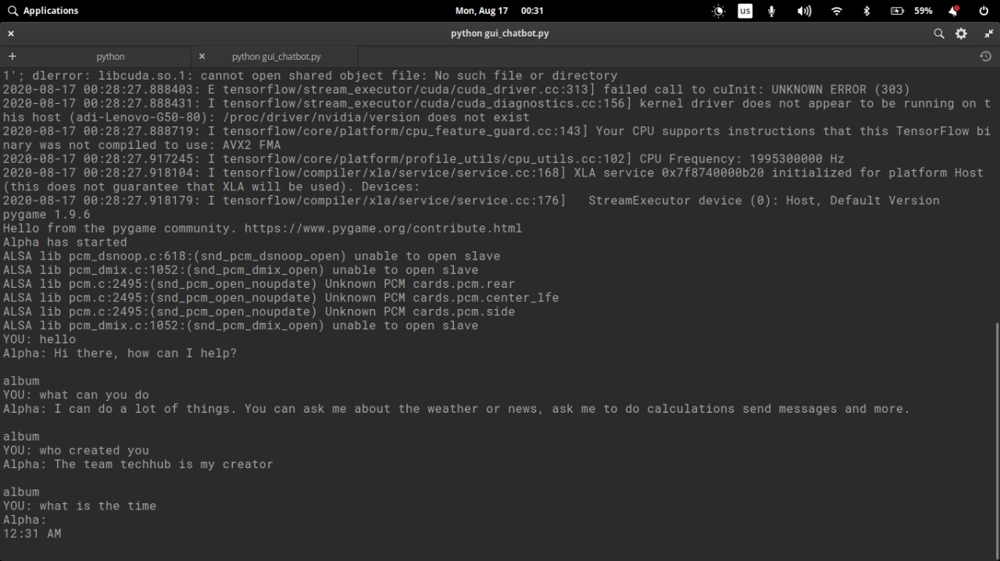 Applications
Mon, Aug 17 00:31
us
59%
python gui_chatbot.py
python
python gui_chatbot.py
1'; dlerror: libcuda.so.1: cannot open shared object file: No such file or directory
2020-08-17 00:28:27.888403: E tensorflow/stream_executor/cuda/cuda_driver.cc:313] failed call to cuInit: UNKNOWN ERROR (303)
2020-08-17 00:28:27.888431: I tensorflow/stream_executor/cuda/cuda_diagnostics.cc:156] kernel driver does not appear to be running on t
his host (adi-Lenovo-G50-80): /proc/driver/nvidia/version does not exist
2020-08-17 00:28:27.888719: I tensorflow/core/platform/cpu_feature_guard.cc:143] Your CPU supports instructions that this TensorFlow bi
nary was not compiled to use: AVX2 FMA
2020-08-17 00:28:27.917245: I tensorflow/core/platform/profile_utils/cpu_utils.cc:102] CPU Frequency: 1995300000 Hz
2020-08-17 00:28:27.918104: I tensorflow/compiler/xla/service/service.cc:168] XLA service 0x7f8740000b20 initialized for platform Host
(this does not guarantee that XLA will be used). Devices:
2020-08-17 00:28:27.918179: I tensorflow/compiler/xla/service/service.cc:176]   StreamExecutor device (0): Host, Default Version
pygame 1.9.6
Hello from the pygame community. https://www.pygame.org/contribute.html
Alpha has started
ALSA lib pcm_dsnoop.c:618:(snd_pcm_dsnoop_open) unable to open slave
ALSA lib pcm_dmix.c:1052:(snd_pcm_dmix_open) unable to open slave
ALSA lib pcm.c:2495:(snd_pcm_open_noupdate) Unknown PCM cards.pcm.rear
ALSA lib pcm.c:2495:(snd_pcm_open_noupdate) Unknown PCM cards.pcm.center_lfe
ALSA lib pcm.c:2495:(snd_pcm_open_noupdate) Unknown PCM cards.pcm.side
ALSA lib pcm_dmix.c:1052:(snd_pcm_dmix_open) unable to open slave
YOU: hello
Alpha: Hi there, how can I help?
album
YOU: what can you do
Alpha: I can do a lot of things. You can ask me about the weather or news, ask me to do calculations send messages and more.
album
YOU: who created you
Alpha: The team techhub is my creator
album
YOU: what is the time
Alpha:
12:31 AM